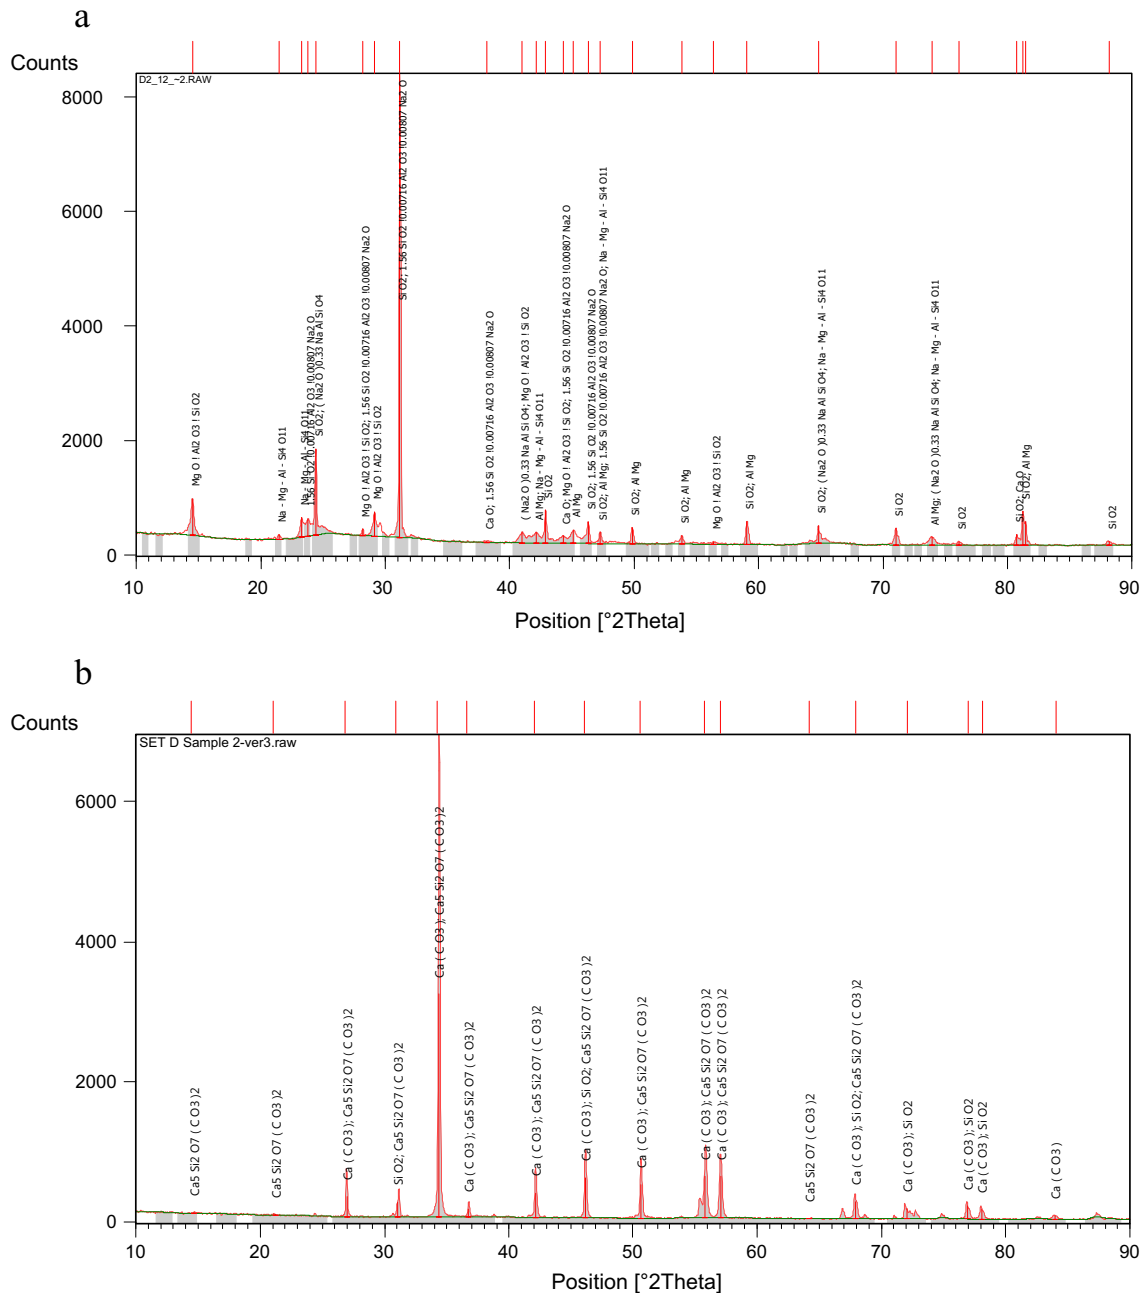 a
Counts
D2_12_~2.RAW
8000
6000
4000
2000
0
Mg O ! Al2 O3 ! Si O2
Na - Mg - Al - Si4 O11
Na - Mg - Al - Si4 O11
1.56 Si O2 !0.00716 Al2 O3 !0.00807 Na2 O
Si O2; ( Na2 O )0.33 Na Al Si O4
Mg O ! Al2 O3 ! Si O2; 1.56 Si O2 !0.00716 Al2 O3 !0.00807 Na2 O
Mg O ! Al2 O3 ! Si O2
Si O2; 1.56 Si O2 !0.00716 Al2 O3 !0.00807 Na2 O
Ca O; 1.56 Si O2 !0.00716 Al2 O3 !0.00807 Na2 O
( Na2 O )0.33 Na Al Si O4; Mg O ! Al2 O3 ! Si O2
Al Mg; Na - Mg - Al - Si4 O11
Si O2
Ca O; Mg O ! Al2 O3 ! Si O2; 1.56 Si O2 !0.00716 Al2 O3 !0.00807 Na2 O
Al Mg
Si O2; 1.56 Si O2 !0.00716 Al2 O3 !0.00807 Na2 O
Si O2; Al Mg; 1.56 Si O2 !0.00716 Al2 O3 !0.00807 Na2 O; Na - Mg - Al - Si4 O11
Si O2; Al Mg
Si O2; Al Mg
Mg O ! Al2 O3 ! Si O2
Si O2; Al Mg
Si O2; ( Na2 O )0.33 Na Al Si O4; Na - Mg - Al - Si4 O11
Si O2
Al Mg; ( Na2 O )0.33 Na Al Si O4; Na - Mg - Al - Si4 O11
Si O2
Si O2; Ca O
Si O2; Al Mg
Si O2
10 20 30 40 50 60 70 80 90
Position [°2Theta]
b
Counts
SET D Sample 2-ver3.raw
6000
4000
2000
0
Ca5 Si2 O7 ( C O3 )2
Ca5 Si2 O7 ( C O3 )2
Ca ( C O3 ); Ca5 Si2 O7 ( C O3 )2
Si O2; Ca5 Si2 O7 ( C O3 )2
Ca ( C O3 ); Ca5 Si2 O7 ( C O3 )2
Ca ( C O3 ); Ca5 Si2 O7 ( C O3 )2
Ca ( C O3 ); Ca5 Si2 O7 ( C O3 )2
Ca ( C O3 ); Si O2; Ca5 Si2 O7 ( C O3 )2
Ca ( C O3 ); Ca5 Si2 O7 ( C O3 )2
Ca ( C O3 ); Ca5 Si2 O7 ( C O3 )2
Ca ( C O3 ); Ca5 Si2 O7 ( C O3 )2
Ca5 Si2 O7 ( C O3 )2
Ca ( C O3 ); Si O2; Ca5 Si2 O7 ( C O3 )2
Ca ( C O3 ); Si O2
Ca ( C O3 ); Si O2
Ca ( C O3 ); Si O2
Ca ( C O3 )
10 20 30 40 50 60 70 80 90
Position [°2Theta]